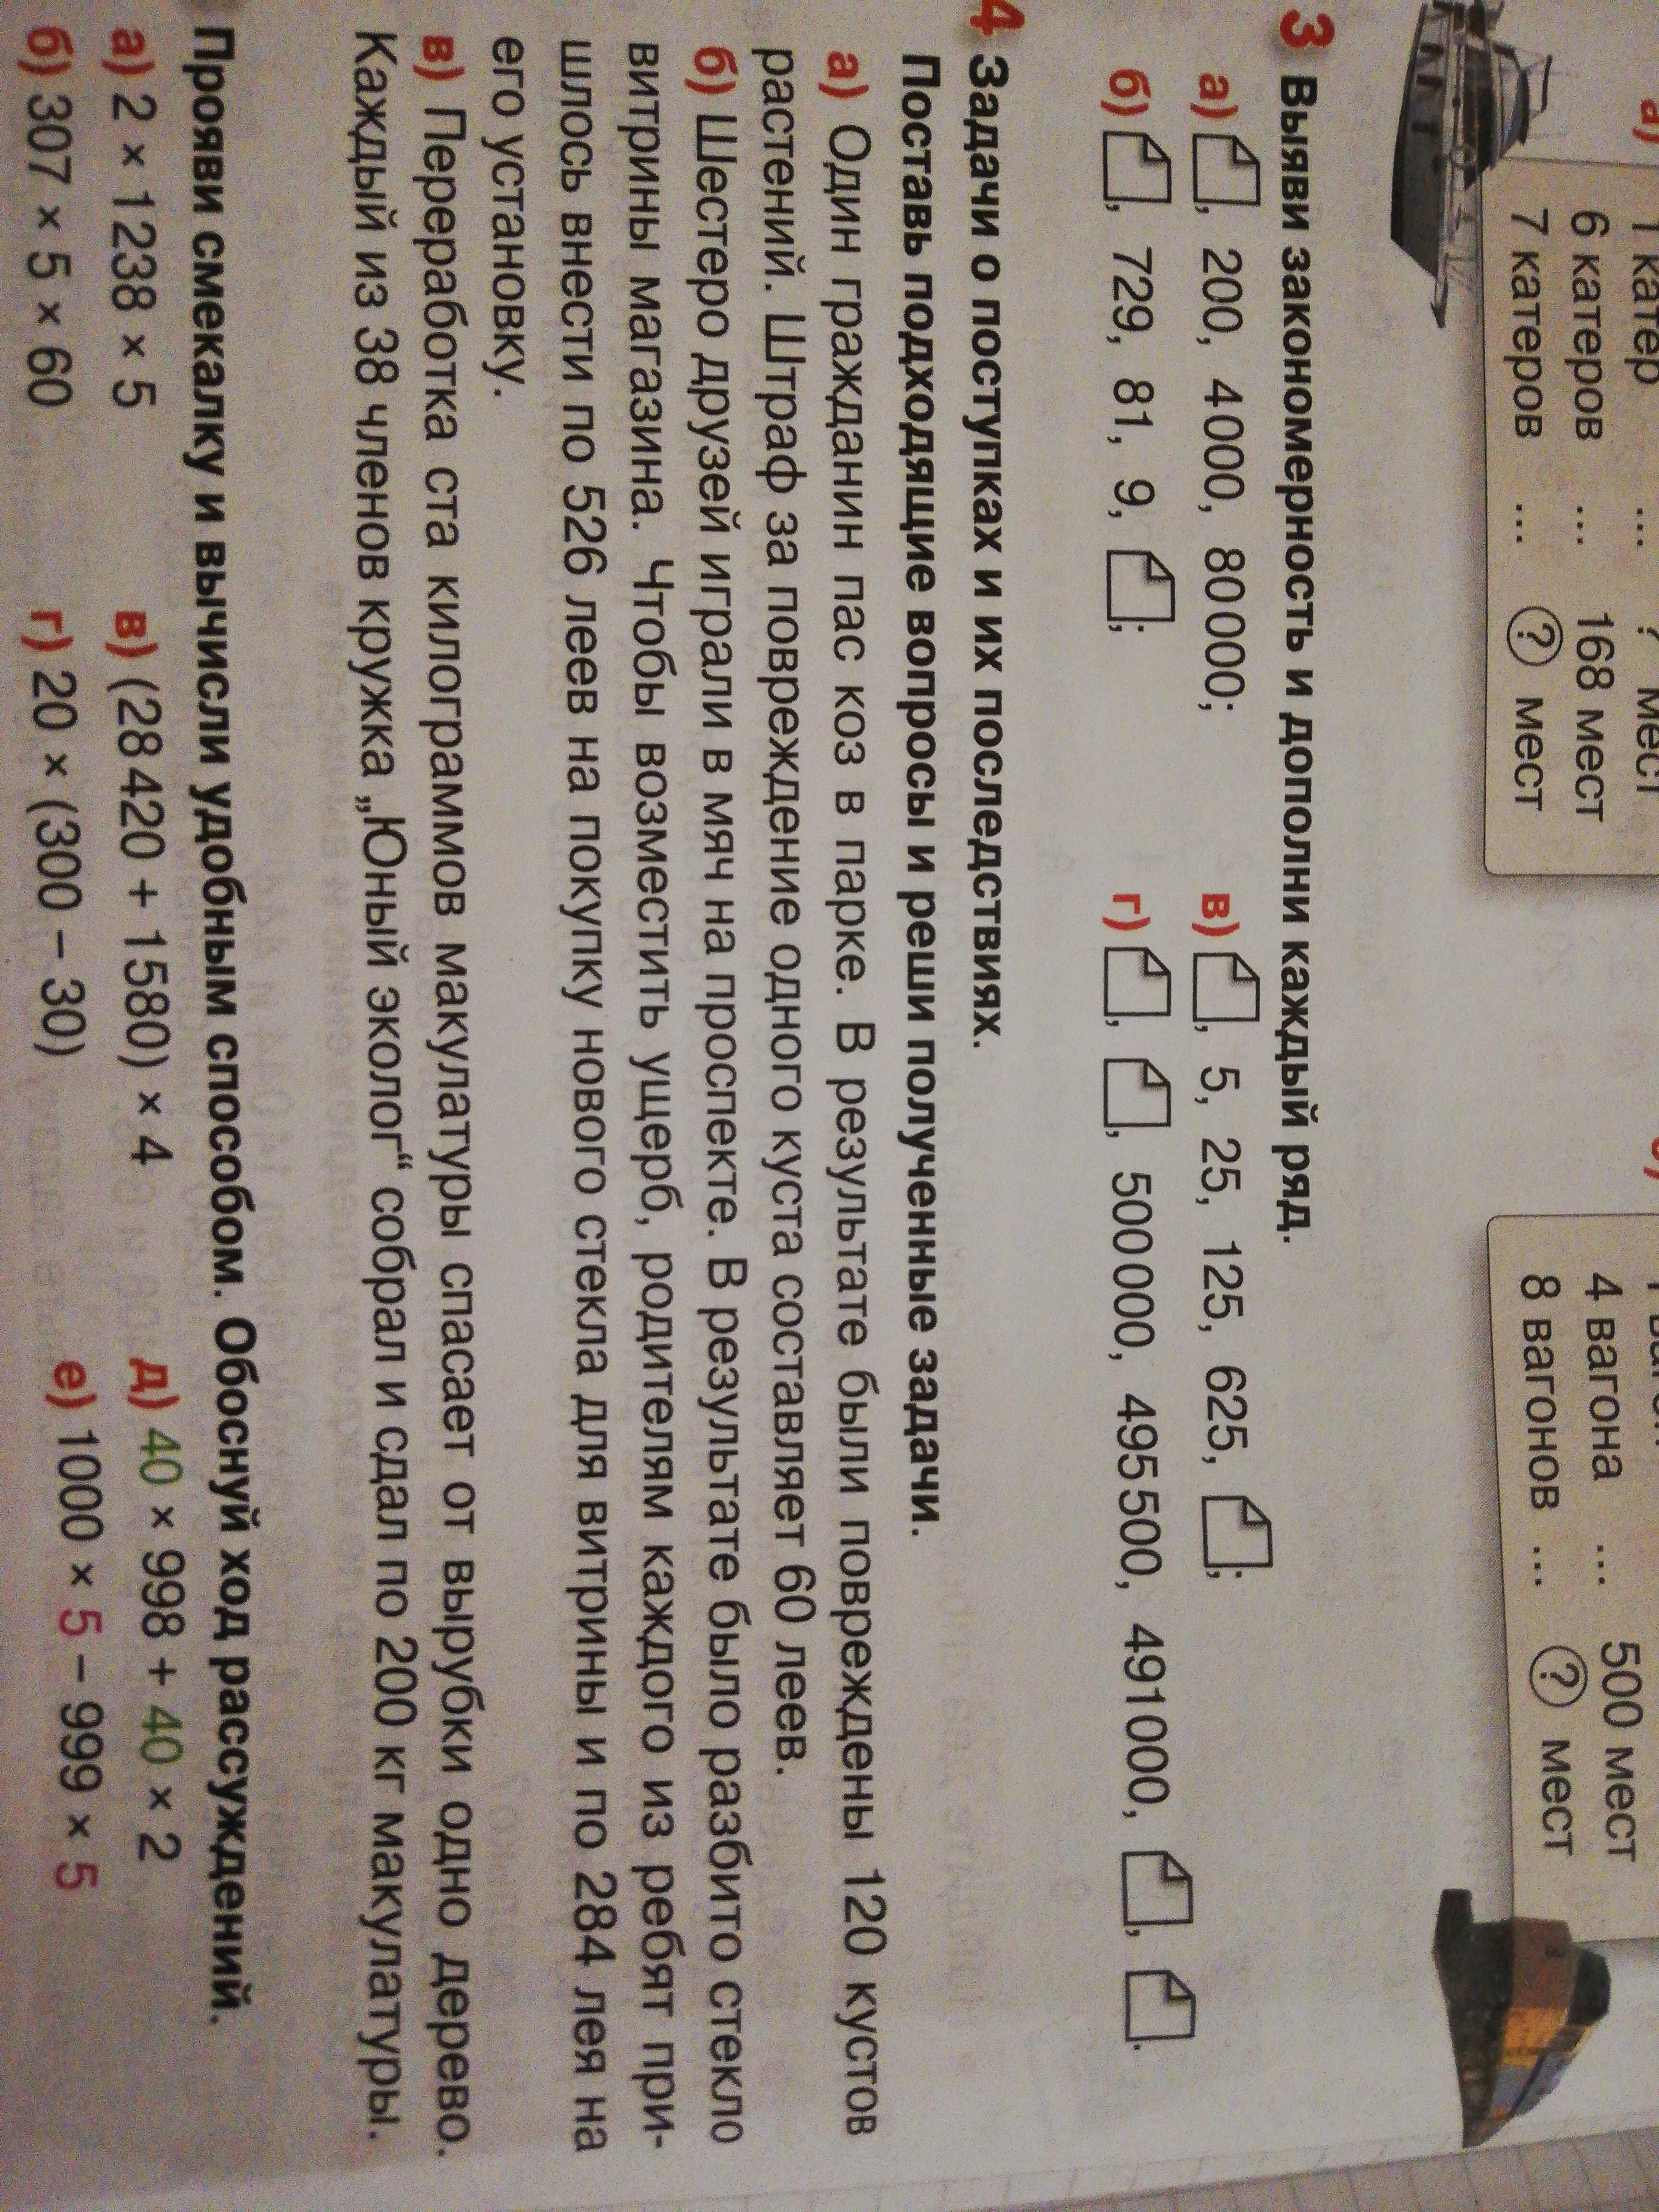 а)
1 катер ... ? мест
6 катеров ... 168 мест
7 катеров ... ? мест
4 вагона ... 500 мест
8 вагонов ... ? мест
3 Выяви закономерность и дополни каждый ряд.
а) , 200, 4000, 80000;
в) , 5, 25, 125, 625, ;
б) , 729, 81, 9, ;
г) , , 500000, 495500, 491000, , .
4 Задачи о поступках и их последствиях.
Поставь подходящие вопросы и реши полученные задачи.
а) Один гражданин пас коз в парке. В результате были повреждены 120 кустов
растений. Штраф за повреждение одного куста составляет 60 леев.
б) Шестеро друзей играли в мяч на проспекте. В результате было разбито стекло
витрины магазина. Чтобы возместить ущерб, родителям каждого из ребят при-
шлось внести по 526 леев на покупку нового стекла для витрины и по 284 лея на
его установку.
в) Переработка ста килограммов макулатуры спасает от вырубки одно дерево.
Каждый из 38 членов кружка „Юный эколог“ собрал и сдал по 200 кг макулатуры.
Прояви смекалку и вычисли удобным способом. Обоснуй ход рассуждений.
а) 2 × 1238 × 5
в) (28420 + 1580) × 4
д) 40 × 998 + 40 × 2
б) 307 × 5 × 60
г) 20 × (300 – 30)
е) 1000 × 5 – 999 × 5